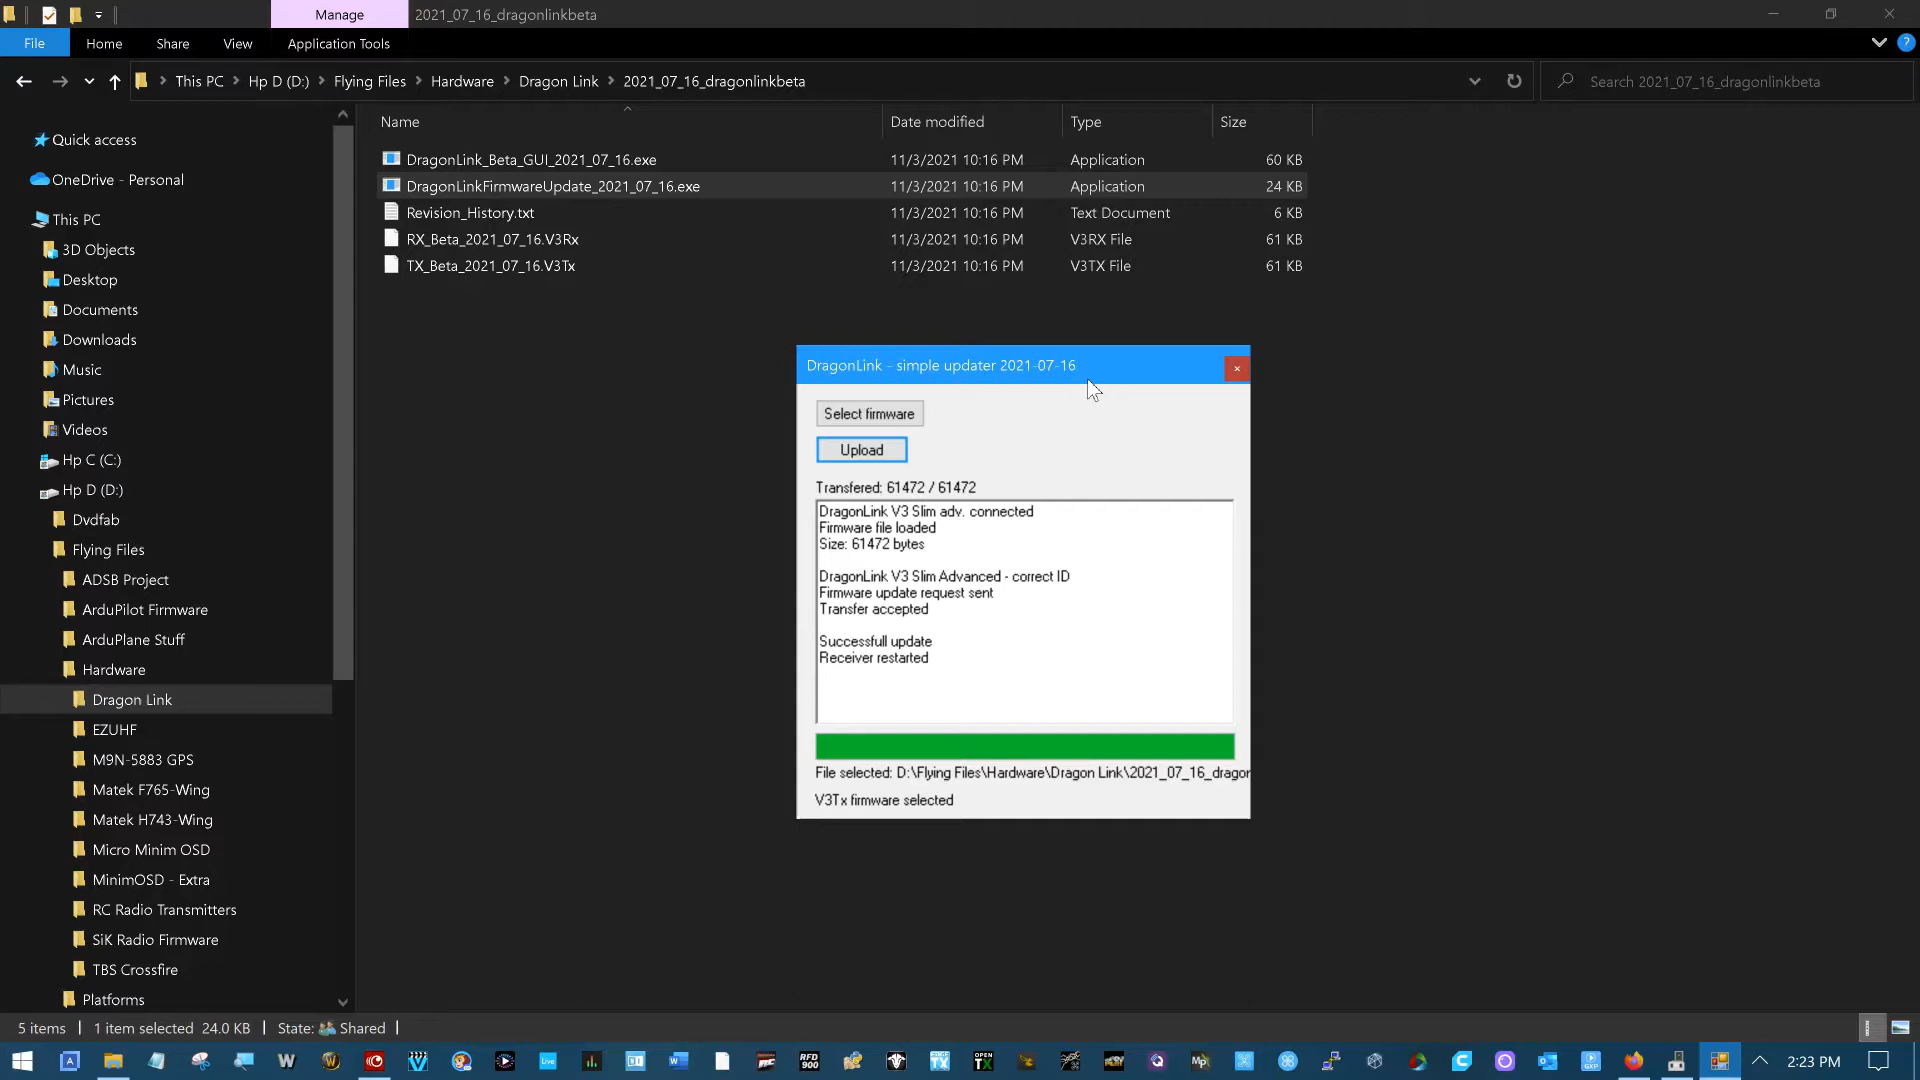 Manage
2021_07_16_dragonlinkbeta
File
Home
Share
View
Application Tools
This PC
Hp D (D:)
Flying Files
Hardware
Dragon Link
2021_07_16_dragonlinkbeta
Search 2021_07_16_dragonlinkbeta
Name
Date modified
Type
Size
DragonLink_Beta_GUI_2021_07_16.exe
11/3/2021 10:16 PM
Application
60 KB
DragonLinkFirmwareUpdate_2021_07_16.exe
11/3/2021 10:16 PM
Application
24 KB
Revision_History.txt
11/3/2021 10:16 PM
Text Document
6 KB
RX_Beta_2021_07_16.V3Rx
11/3/2021 10:16 PM
V3RX File
61 KB
TX_Beta_2021_07_16.V3Tx
11/3/2021 10:16 PM
V3TX File
61 KB
Quick access
OneDrive - Personal
This PC
3D Objects
Desktop
Documents
Downloads
Music
Pictures
Videos
Hp C (C:)
Hp D (D:)
Dvdfab
Flying Files
ADSB Project
ArduPilot Firmware
ArduPlane Stuff
Hardware
Dragon Link
EZUHF
M9N-5883 GPS
Matek F765-Wing
Matek H743-Wing
Micro Minim OSD
MinimOSD - Extra
RC Radio Transmitters
SiK Radio Firmware
TBS Crossfire
Platforms
DragonLink - simple updater 2021-07-16
Select firmware
Upload
Transfered: 61472 / 61472
DragonLink V3 Slim adv. connected
Firmware file loaded
Size: 61472 bytes
DragonLink V3 Slim Advanced - correct ID
Firmware update request sent
Transfer accepted
Successfull update
Receiver restarted
File selected: D:\Flying Files\Hardware\Dragon Link\2021_07_16_dragon
V3Tx firmware selected
5 items
1 item selected 24.0 KB
State: Shared
2:23 PM